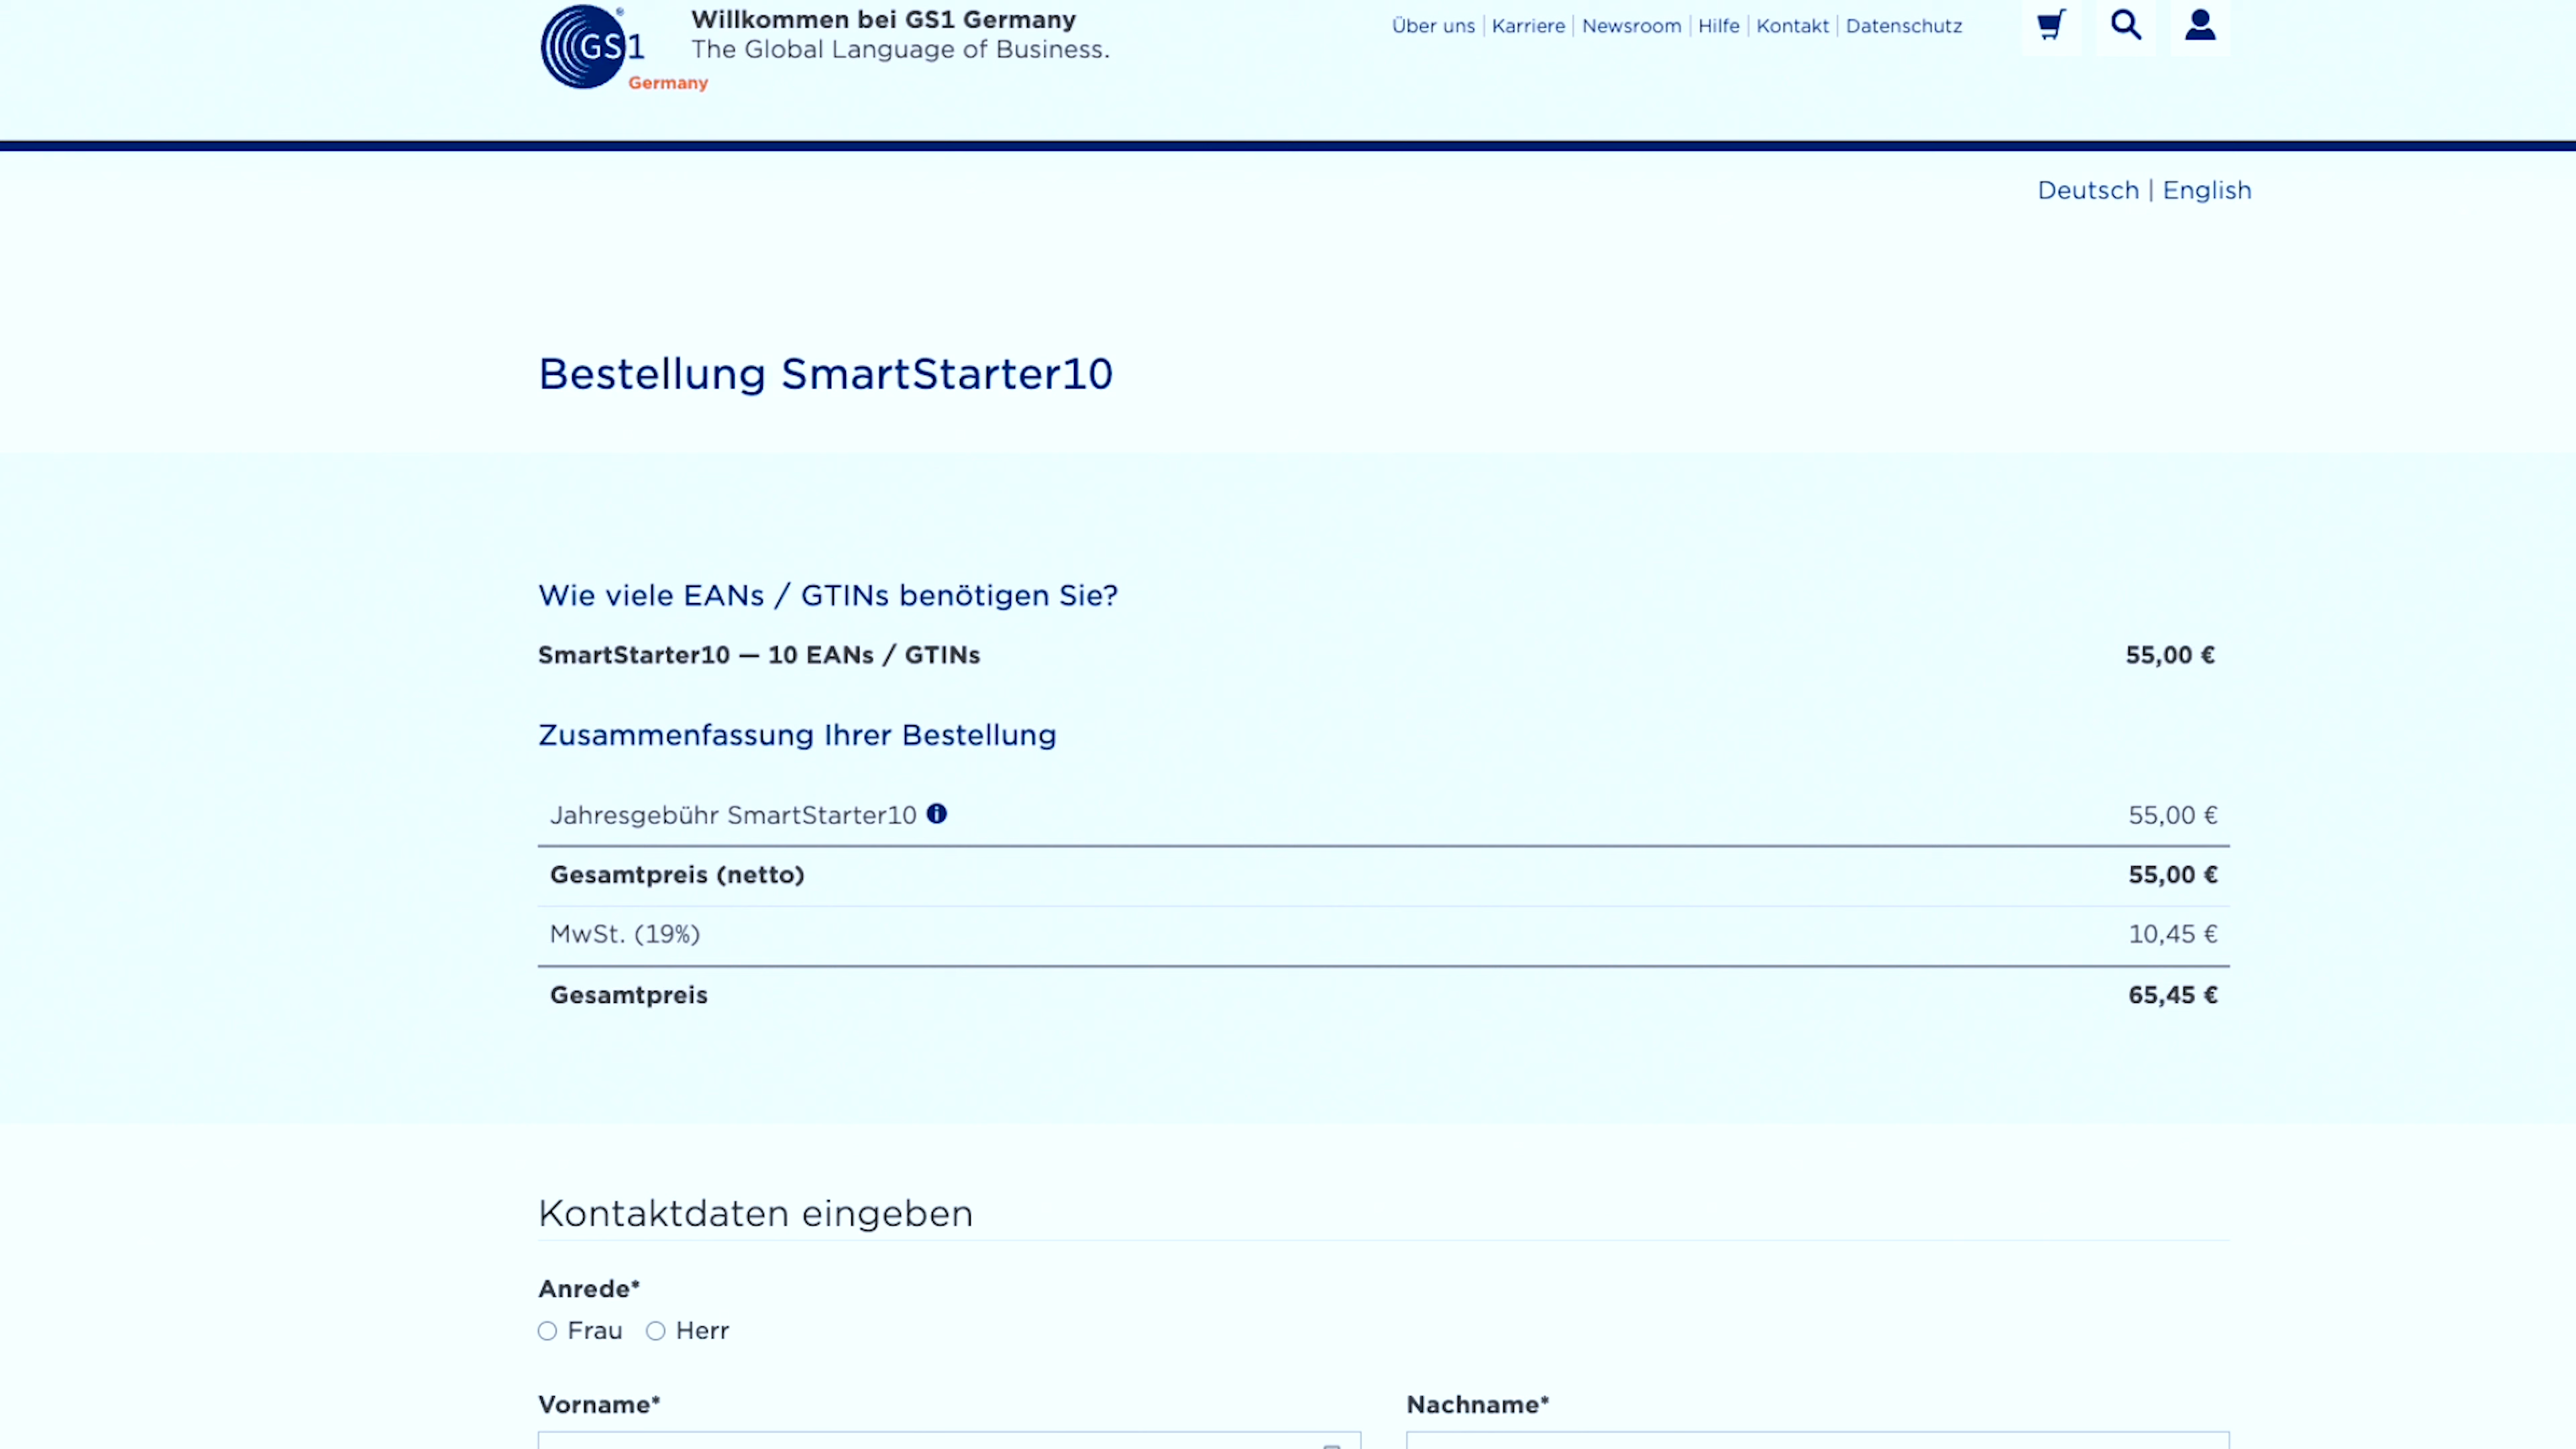 GS1
Germany
Willkommen bei GS1 Germany
The Global Language of Business.
Über uns | Karriere | Newsroom | Hilfe | Kontakt | Datenschutz
Deutsch | English
Bestellung SmartStarter10
Wie viele EANs / GTINs benötigen Sie?
SmartStarter10 — 10 EANs / GTINs 55,00 €
Zusammenfassung Ihrer Bestellung
Jahresgebühr SmartStarter10 55,00 €
Gesamtpreis (netto) 55,00 €
MwSt. (19%) 10,45 €
Gesamtpreis 65,45 €
Kontaktdaten eingeben
Anrede*
Frau Herr
Vorname* Nachname*